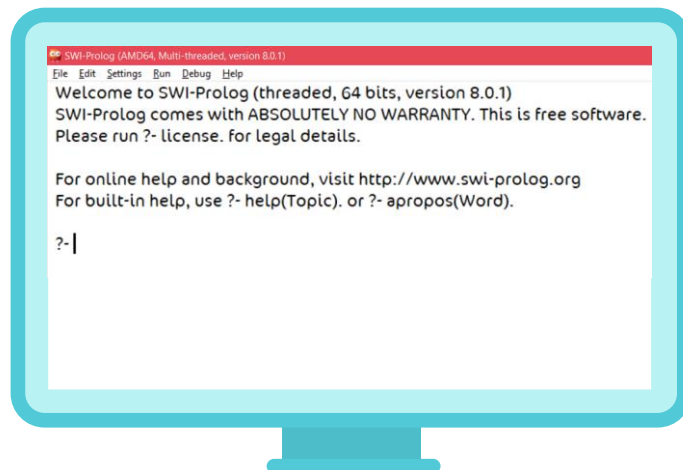 SWI-Prolog (AMD64, Multi-threaded, version 8.0.1)
File Edit Settings Run Debug Help
Welcome to SWI-Prolog (threaded, 64 bits, version 8.0.1)
SWI-Prolog comes with ABSOLUTELY NO WARRANTY. This is free software.
Please run ?- license. for legal details.
For online help and background, visit http://www.swi-prolog.org
For built-in help, use ?- help(Topic). or ?- apropos(Word).
?-